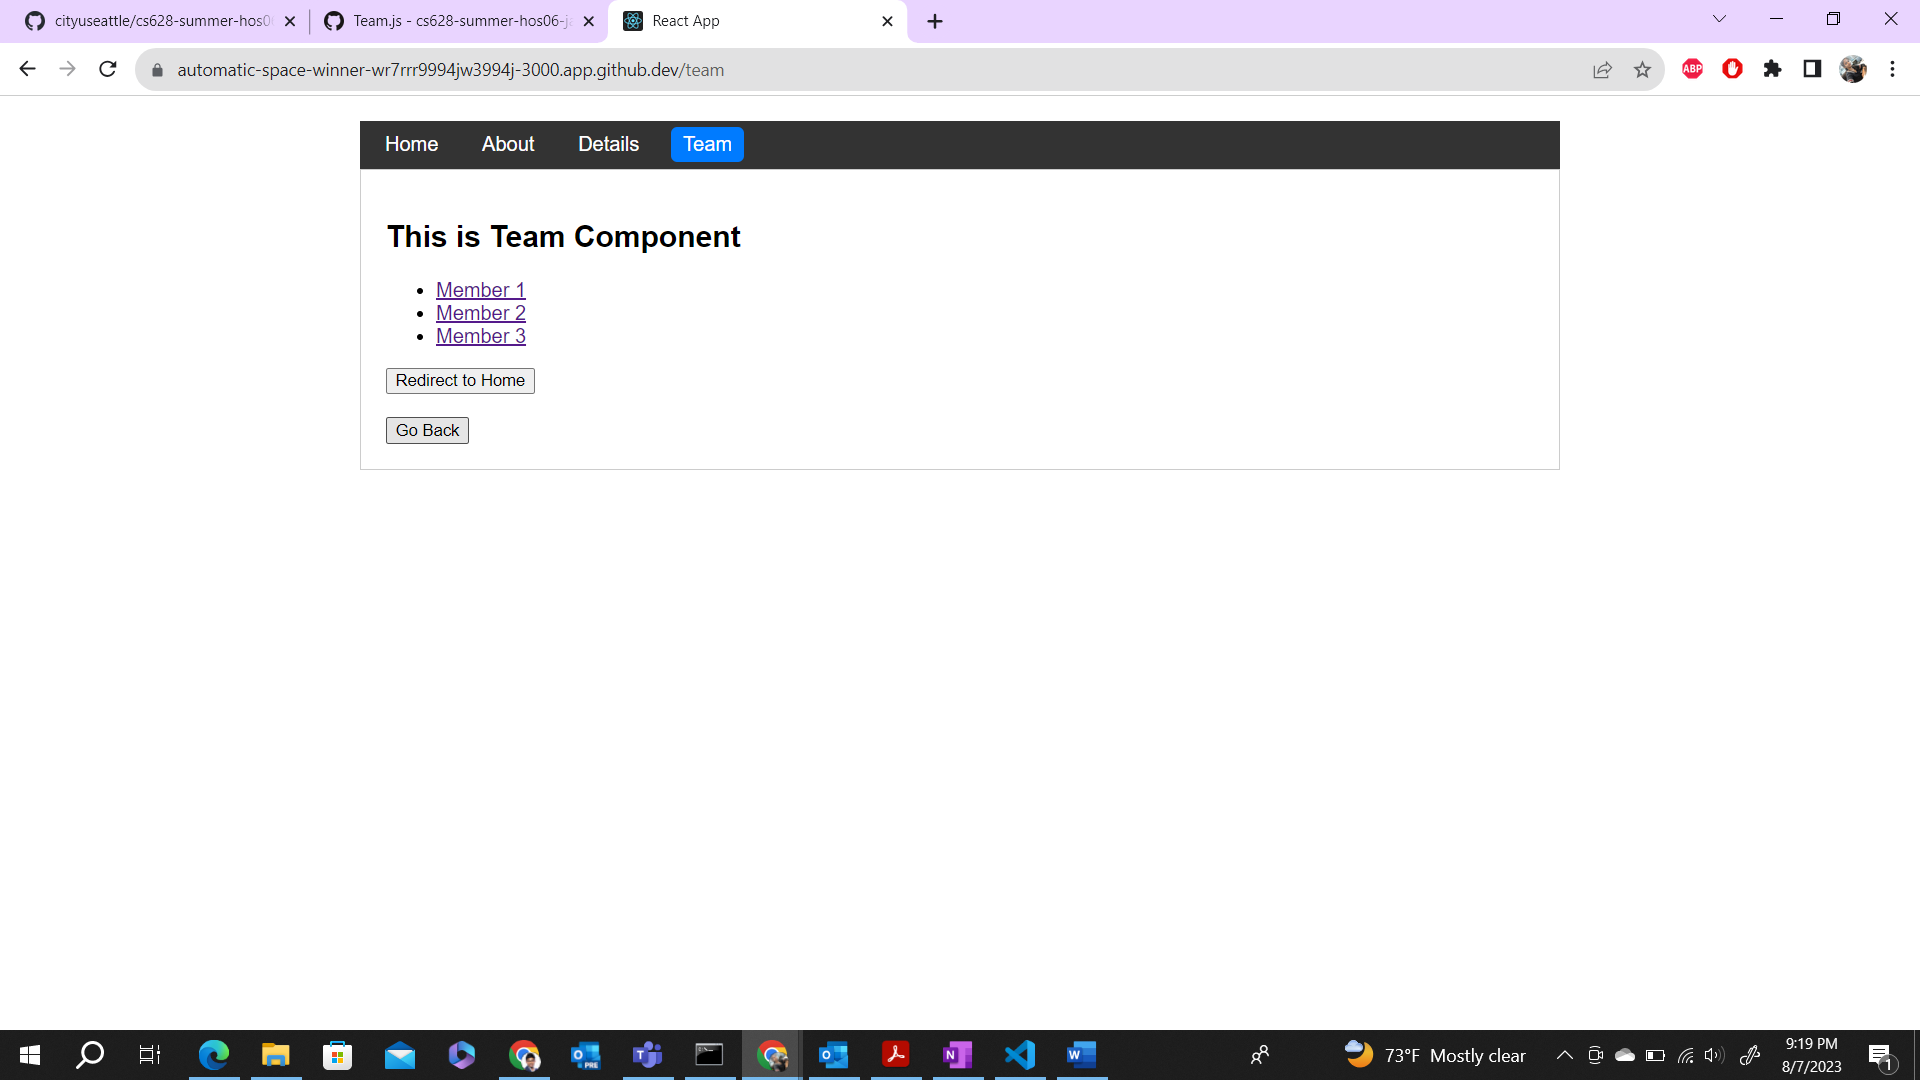 cityuseattle/cs628-summer-hos0
Team.js - cs628-summer-hos06-j
React App
automatic-space-winner-wr7rrr9994jw3994j-3000.app.github.dev/team
ABP
Home About Details Team
This is Team Component
Member 1
Member 2
Member 3
Redirect to Home
Go Back
73°F Mostly clear
9:19 PM
8/7/2023
1